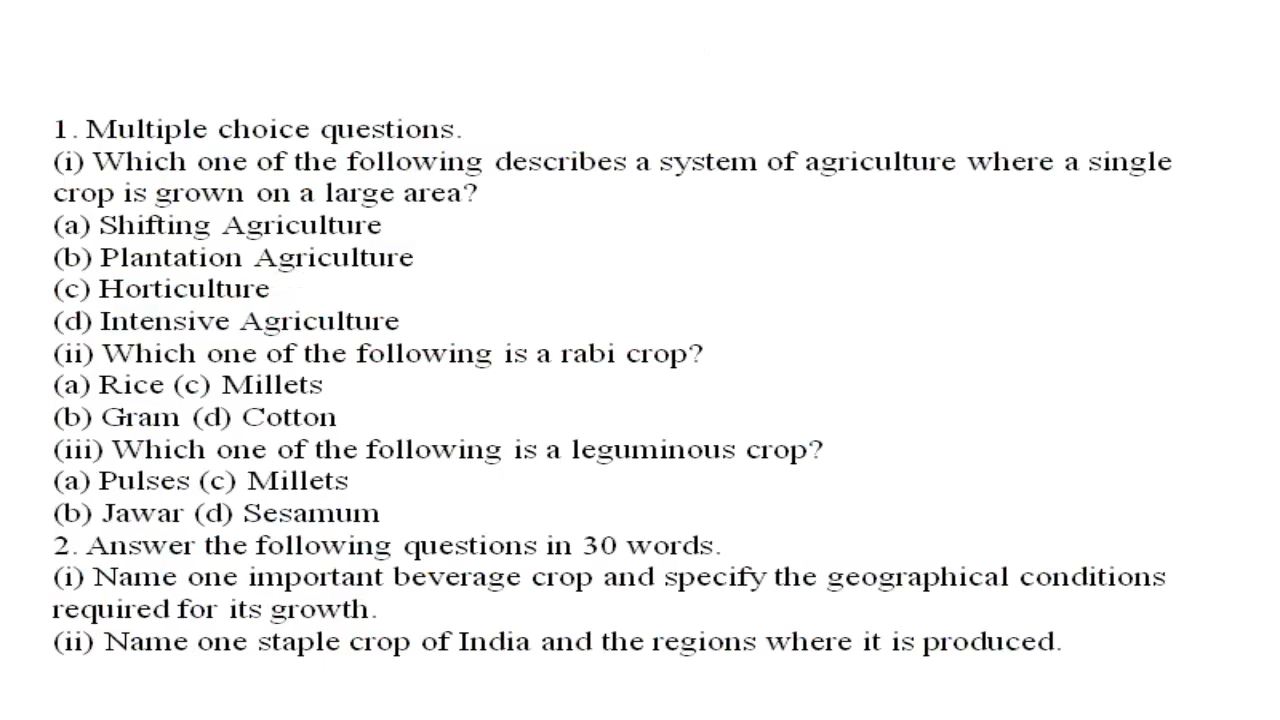 1. Multiple choice questions.
(i) Which one of the following describes a system of agriculture where a single
crop is grown on a large area?
(a) Shifting Agriculture
(b) Plantation Agriculture
(c) Horticulture
(d) Intensive Agriculture
(ii) Which one of the following is a rabi crop?
(a) Rice (c) Millets
(b) Gram (d) Cotton
(iii) Which one of the following is a leguminous crop?
(a) Pulses (c) Millets
(b) Jawar (d) Sesamum
2. Answer the following questions in 30 words.
(i) Name one important beverage crop and specify the geographical conditions
required for its growth.
(ii) Name one staple crop of India and the regions where it is produced.